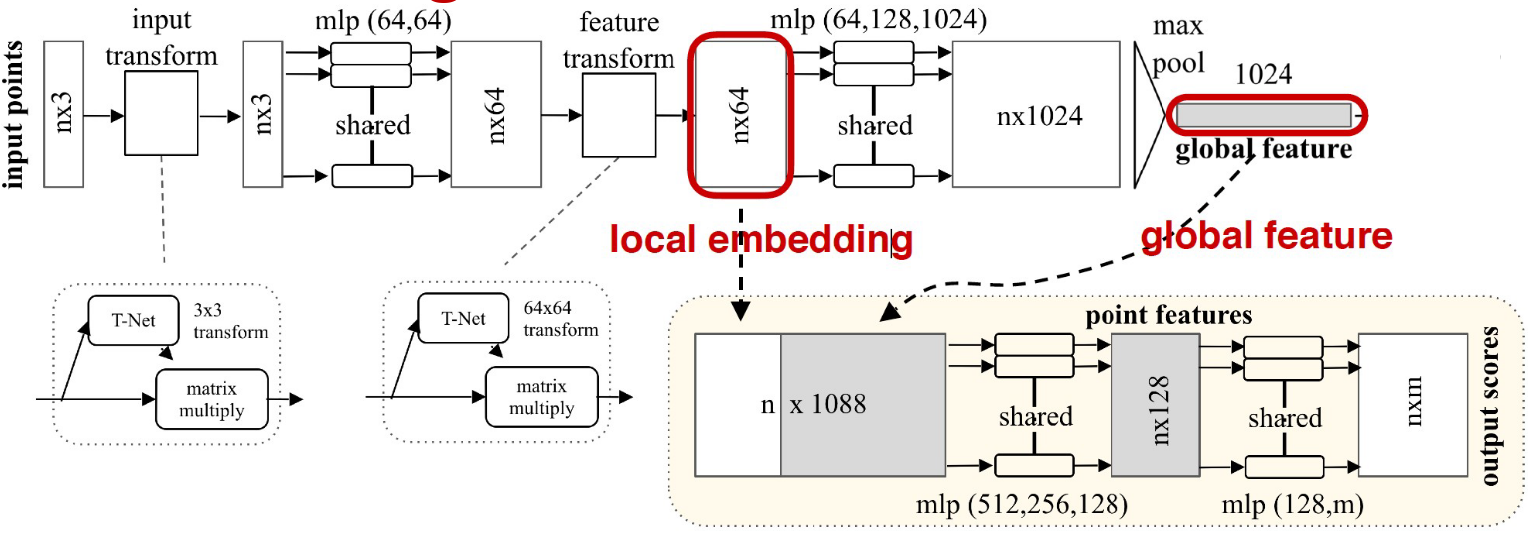 input points
nx3
input
transform
nx3
mlp (64,64)
shared
nx64
feature
transform
nx64
mlp (64,128,1024)
shared
nx1024
max
pool
1024
global feature
local embedding
global feature
T-Net
3x3
transform
matrix
multiply
T-Net
64x64
transform
matrix
multiply
point features
n x 1088
shared
mlp (512,256,128)
nx128
shared
mlp (128,m)
nxm
output scores